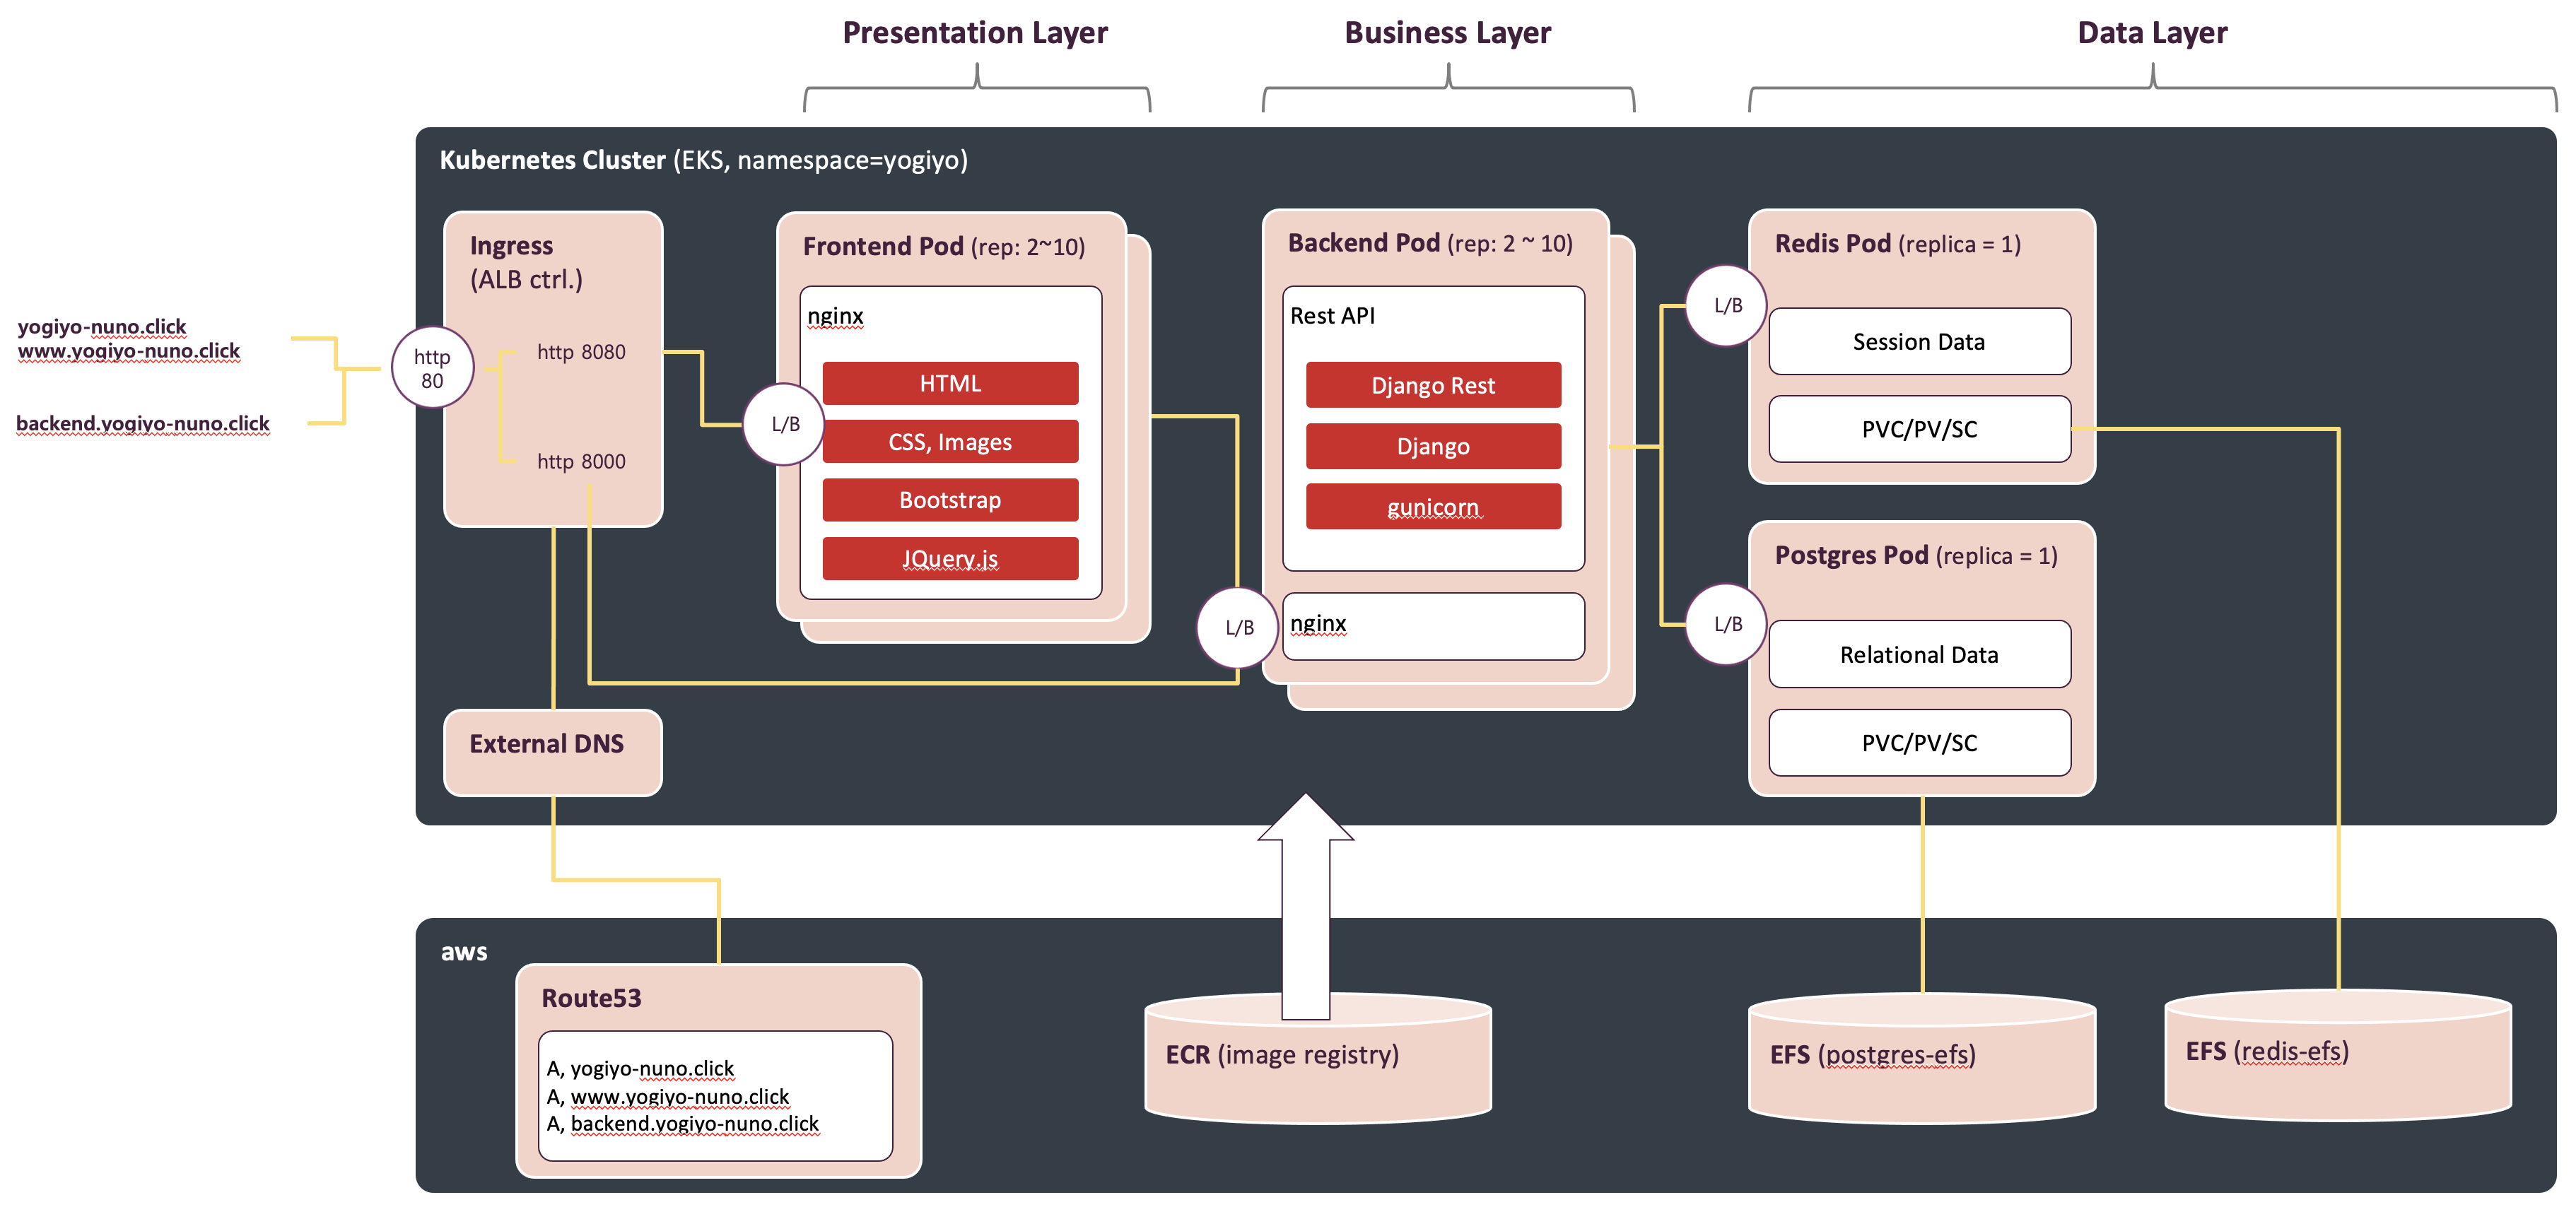 Presentation Layer
Business Layer
Data Layer
Kubernetes Cluster (EKS, namespace=yogiyo)
yogiyo-nuno.click
www.yogiyo-nuno.click
backend.yogiyo-nuno.click
http
80
Ingress
(ALB ctrl.)
http 8080
http 8000
External DNS
L/B
Frontend Pod (rep: 2~10)
nginx
HTML
CSS, Images
Bootstrap
JQuery.js
L/B
Backend Pod (rep: 2 ~ 10)
Rest API
Django Rest
Django
gunicorn
nginx
L/B
Redis Pod (replica = 1)
Session Data
PVC/PV/SC
L/B
Postgres Pod (replica = 1)
Relational Data
PVC/PV/SC
aws
Route53
A, yogiyo-nuno.click
A, www.yogiyo-nuno.click
A, backend.yogiyo-nuno.click
ECR (image registry)
EFS (postgres-efs)
EFS (redis-efs)